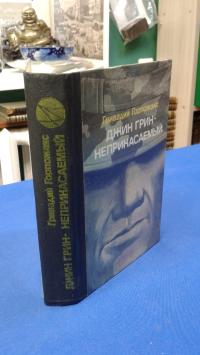 Гривадий Горпожакс
ДЖИН ГРИН-
НЕПРИКАСАЕМЫЙ
Гривадий Горпожакс
ДЖИН ГРИН - НЕПРИКАСАЕМЫЙ